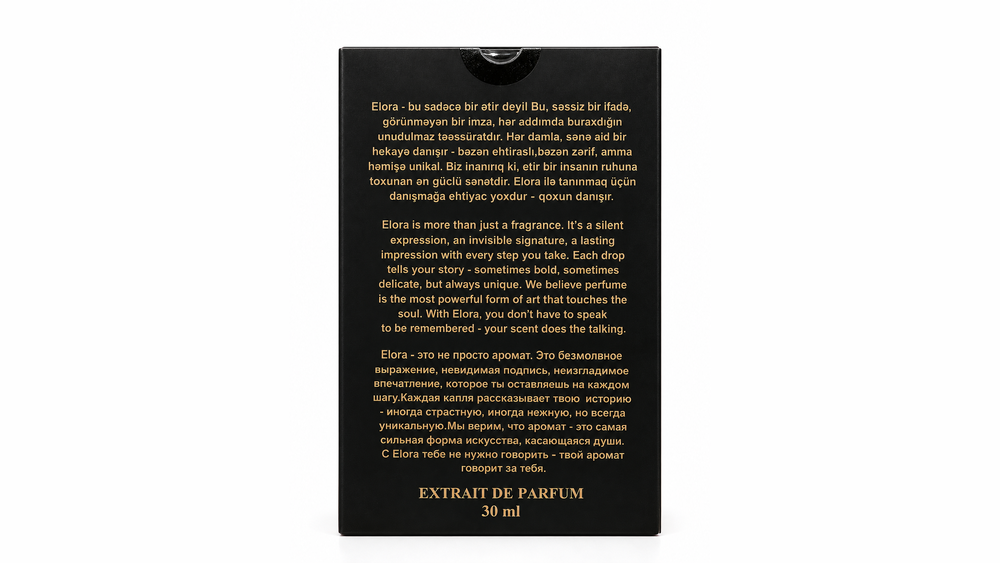 Elora - bu sadəcə bir ətir deyil Bu, səssiz bir ifadə,
görünməyən bir imza, hər addımda buraxdığın
unudulmaz təəssüratdır. Hər damla, sənə aid bir
hekayə danışır - bəzən ehtiraslı,bəzən zərif, amma
həmişə unikal. Biz inanırıq ki, etir bir insanın ruhuna
toxunan ən güclü sənətdir. Elora ilə tanınmaq üçün
danışmağa ehtiyac yoxdur - qoxun danışır.
Elora is more than just a fragrance. It's a silent
expression, an invisible signature, a lasting
impression with every step you take. Each drop
tells your story - sometimes bold, sometimes
delicate, but always unique. We believe perfume
is the most powerful form of art that touches the
soul. With Elora, you don't have to speak
to be remembered - your scent does the talking.
Elora - это не просто аромат. Это безмолвное
выражение, невидимая подпись, неизгладимое
впечатление, которое ты оставляешь на каждом
шагу.Каждая капля рассказывает твою историю
- иногда страстную, иногда нежную, но всегда
уникальную.Мы верим, что аромат - это самая
сильная форма искусства, касающаяся души.
С Elora тебе не нужно говорить - твой аромат
говорит за тебя.
EXTRAIT DE PARFUM
30 ml